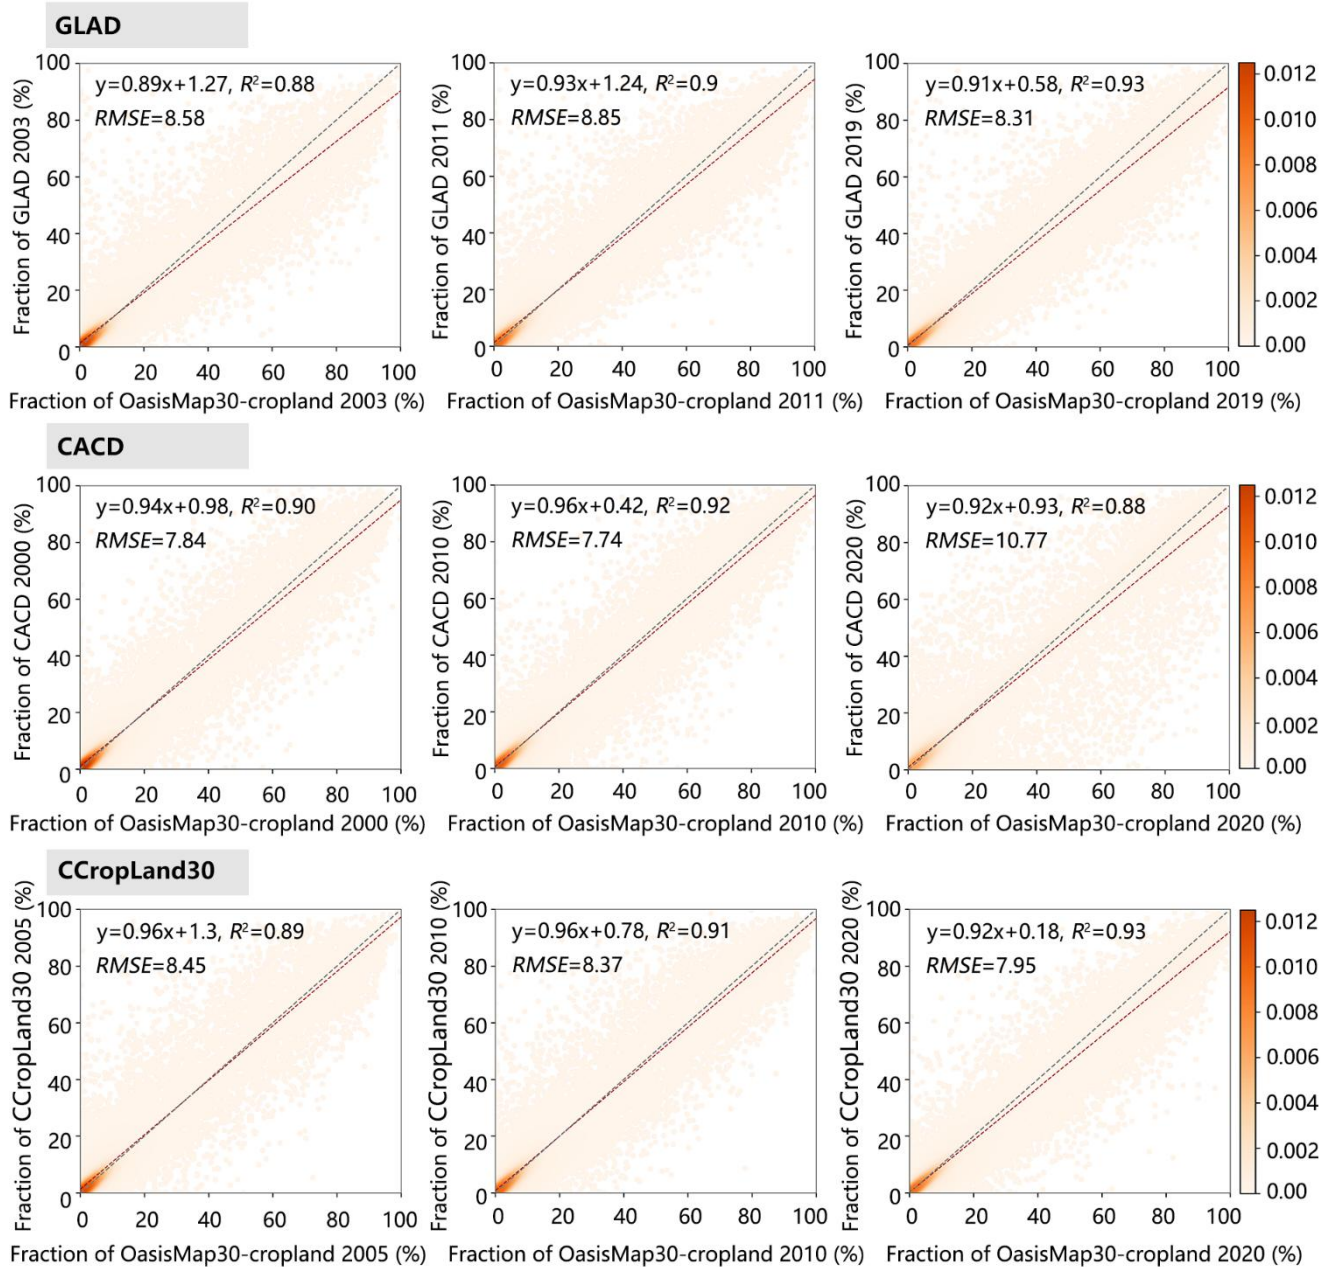 GLAD
Fraction of GLAD 2003 (%)
100
80
60
40
20
0
y=0.89x+1.27, R²=0.88
RMSE=8.58
0 20 40 60 80 100
Fraction of OasisMap30-cropland 2003 (%)
Fraction of GLAD 2011 (%)
100
80
60
40
20
0
y=0.93x+1.24, R²=0.9
RMSE=8.85
0 20 40 60 80 100
Fraction of OasisMap30-cropland 2011 (%)
Fraction of GLAD 2019 (%)
100
80
60
40
20
0
y=0.91x+0.58, R²=0.93
RMSE=8.31
0 20 40 60 80 100
Fraction of OasisMap30-cropland 2019 (%)
0.012
0.010
0.008
0.006
0.004
0.002
0.00
CACD
Fraction of CACD 2000 (%)
100
80
60
40
20
0
y=0.94x+0.98, R²=0.90
RMSE=7.84
0 20 40 60 80 100
Fraction of OasisMap30-cropland 2000 (%)
Fraction of CACD 2010 (%)
100
80
60
40
20
0
y=0.96x+0.42, R²=0.92
RMSE=7.74
0 20 40 60 80 100
Fraction of OasisMap30-cropland 2010 (%)
Fraction of CACD 2020 (%)
100
80
60
40
20
0
y=0.92x+0.93, R²=0.88
RMSE=10.77
0 20 40 60 80 100
Fraction of OasisMap30-cropland 2020 (%)
0.012
0.010
0.008
0.006
0.004
0.002
0.00
CCropLand30
Fraction of CCropLand30 2005 (%)
100
80
60
40
20
0
y=0.96x+1.3, R²=0.89
RMSE=8.45
0 20 40 60 80 100
Fraction of OasisMap30-cropland 2005 (%)
Fraction of CCropLand30 2010 (%)
100
80
60
40
20
0
y=0.96x+0.78, R²=0.91
RMSE=8.37
0 20 40 60 80 100
Fraction of OasisMap30-cropland 2010 (%)
Fraction of CCropLand30 2020 (%)
100
80
60
40
20
0
y=0.92x+0.18, R²=0.93
RMSE=7.95
0 20 40 60 80 100
Fraction of OasisMap30-cropland 2020 (%)
0.012
0.010
0.008
0.006
0.004
0.002
0.00